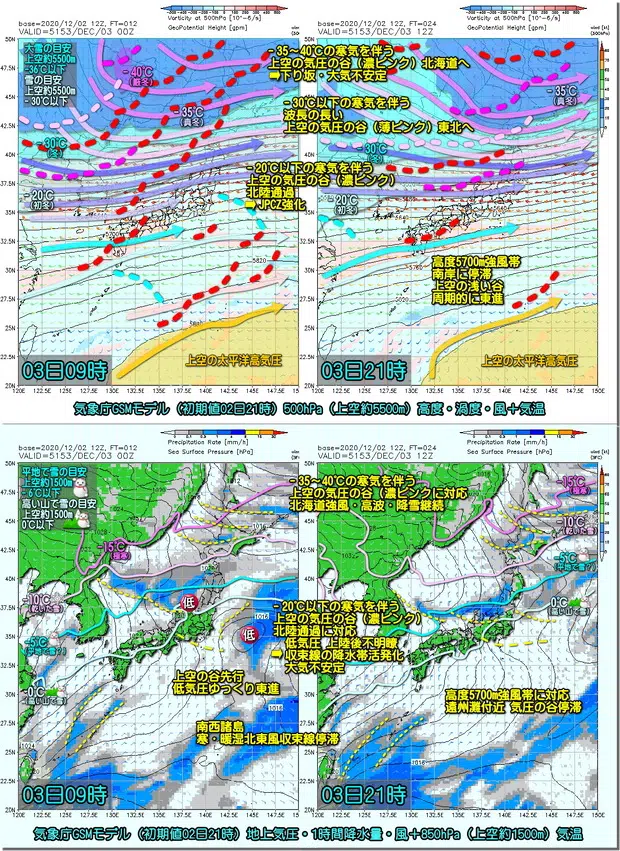 Vorticity at 500hPa [10^-6/s]
GeoPotential Height [gpm]
base=2020/12/02 12Z, FT=012
VALID=5153/DEC/03 00Z
大雪の目安
上空約5500m
-36℃以下
雪の目安
上空約5500m
-30℃以下
-40℃
(厳冬)
-35℃
(真冬)
-30℃
(冬)
-20℃
(初冬)
-35~40℃の寒気を伴う
上空の気圧の谷(濃ピンク)北海道へ
➡下り坂・大気不安定
-30℃以下の寒気を伴う
波長の長い
上空の気圧の谷(薄ピンク)東北へ
-20℃以下の寒気を伴う
上空の気圧の谷(濃ピンク)
北陸通過
➡JPCZ強化
上空の太平洋高気圧
03日09時
Vorticity at 500hPa [10^-6/s]
GeoPotential Height [gpm]
base=2020/12/02 12Z, FT=024
VALID=5153/DEC/03 12Z
-35℃
(真冬)
-30℃
(冬)
-20℃
(初冬)
高度5700m強風帯
南岸に停滞
上空の浅い谷
周期的に東進
上空の太平洋高気圧
03日21時
気象庁GSMモデル(初期値02日21時)500hPa(上空約5500m)高度・渦度・風+気温
Precipitation Rate [mm/h]
Sea Surface Pressure [hPa]
base=2020/12/02 12Z, FT=012
VALID=5153/DEC/03 00Z
平地で雪の目安
上空約1500m
-6℃以下
高い山で雪の目安
上空約1500m
0℃以下
-15℃
(極寒)
-10℃
(乾いた雪)
-5℃
(平地で雪?)
0℃
(高い山で雪)
低
低
-35~40℃の寒気を伴う
上空の気圧の谷(濃ピンクに対応
北海道強風・高波・降雪継続
-20℃以下の寒気を伴う
上空の気圧の谷(濃ピンク)
北陸通過に対応
低気圧 上陸後不明瞭
➡収束線の降水帯活発化
大気不安定
上空の谷先行
低気圧ゆっくり東進
南西諸島
寒・暖湿北東風収束線停滞
03日09時
Precipitation Rate [mm/h]
Sea Surface Pressure [hPa]
base=2020/12/02 12Z, FT=024
VALID=5153/DEC/03 12Z
-15℃
(極寒)
-10℃
(乾いた雪)
-5℃
(平地で雪?)
0℃
(高い山で雪)
高度5700m強風帯に対応
遠州灘付近 気圧の谷停滞
03日21時
気象庁GSMモデル(初期値02日21時)地上気圧・1時間降水量・風+850hPa(上空約1500m)気温